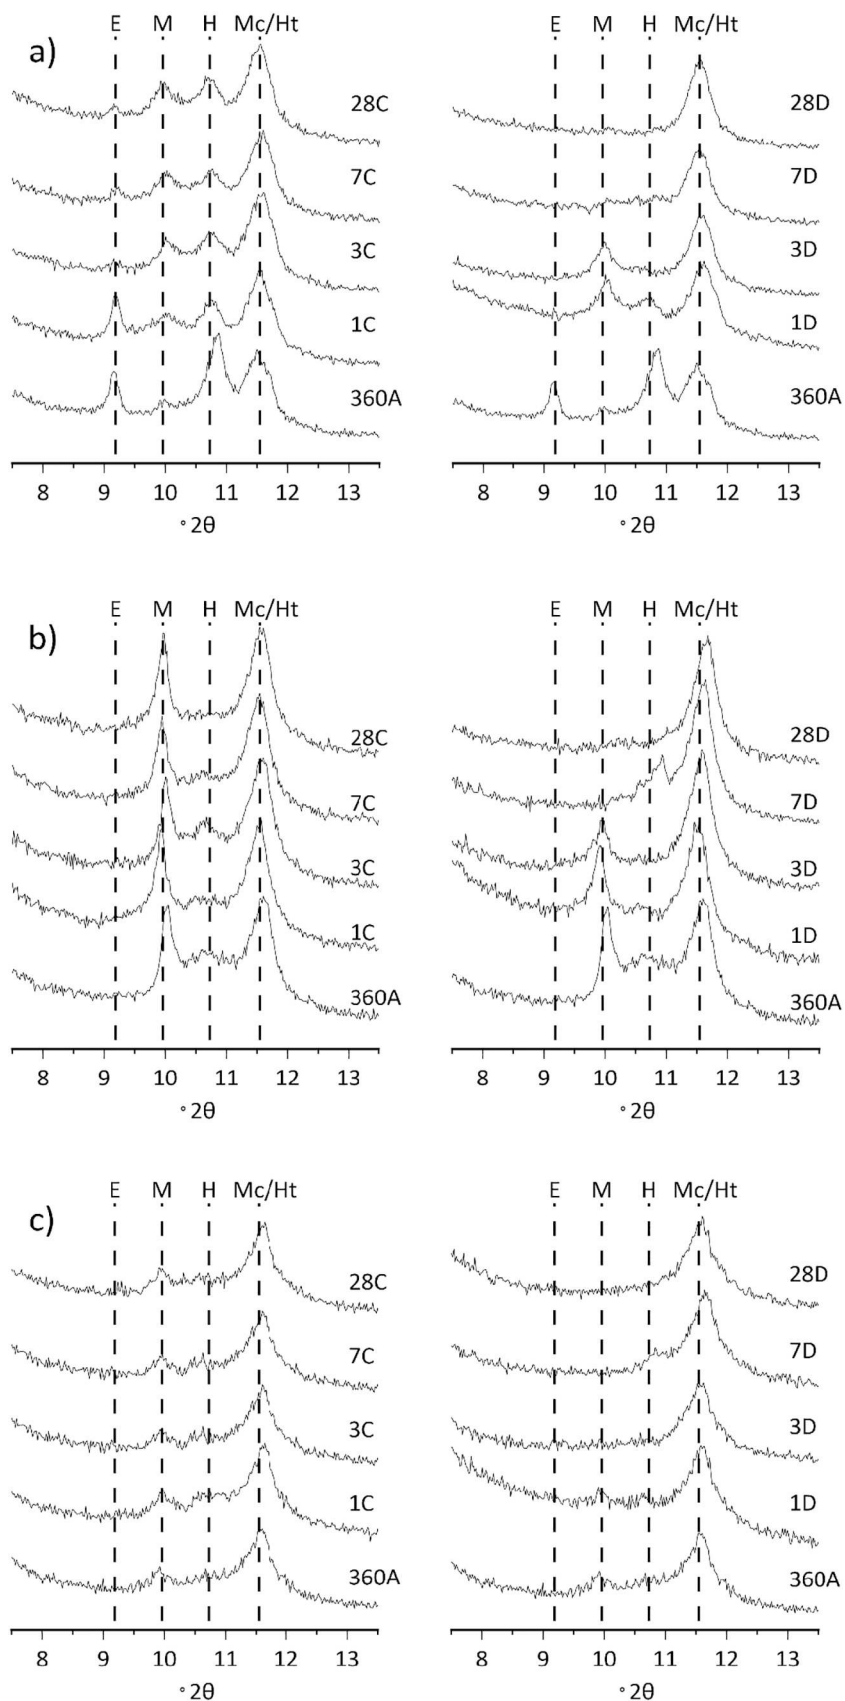 a)
E M H Mc/Ht
28C
7C
3C
1C
360A
8 9 10 11 12 13
°2θ
E M H Mc/Ht
28D
7D
3D
1D
360A
8 9 10 11 12 13
°2θ
b)
E M H Mc/Ht
28C
7C
3C
1C
360A
8 9 10 11 12 13
°2θ
E M H Mc/Ht
28D
7D
3D
1D
360A
8 9 10 11 12 13
°2θ
c)
E M H Mc/Ht
28C
7C
3C
1C
360A
8 9 10 11 12 13
°2θ
E M H Mc/Ht
28D
7D
3D
1D
360A
8 9 10 11 12 13
°2θ